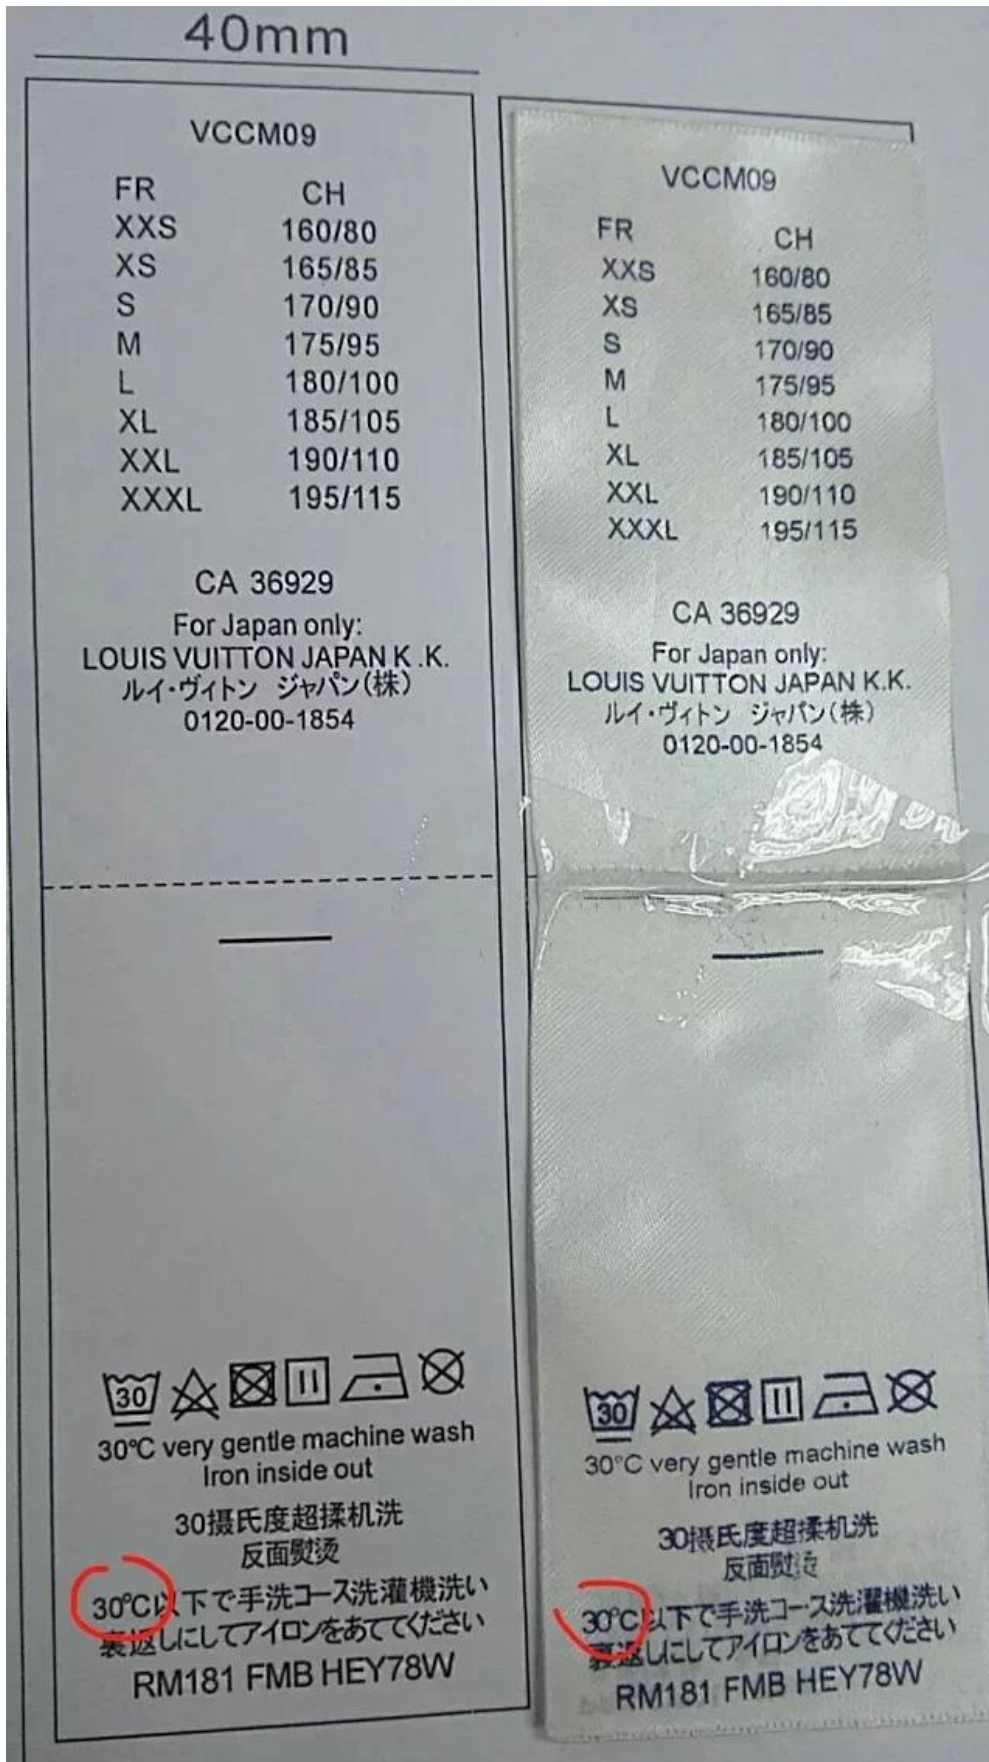 40mm
VCCM09
FR CH
XXS 160/80
XS 165/85
S 170/90
M 175/95
L 180/100
XL 185/105
XXL 190/110
XXXL 195/115
CA 36929
For Japan only:
LOUIS VUITTON JAPAN K .K.
ルイ・ヴィトン ジャパン(株)
0120-00-1854
30
30℃ very gentle machine wash
Iron inside out
30摄氏度超揉机洗
反面熨烫
30℃以下で手洗コース洗灌機洗い
裏返しにしてアイロンをあててください
RM181 FMB HEY78W
VCCM09
FR CH
XXS 160/80
XS 165/85
S 170/90
M 175/95
L 180/100
XL 185/105
XXL 190/110
XXXL 195/115
CA 36929
For Japan only:
LOUIS VUITTON JAPAN K.K.
ルイ・ヴィトン ジャパン(株)
0120-00-1854
30
30°C very gentle machine wash
Iron inside out
30摄氏度超揉机洗
反面熨烫
30℃以下で手洗コース洗濯機洗い
裏返しにしてアイロンをあててください
RM181 FMB HEY78W